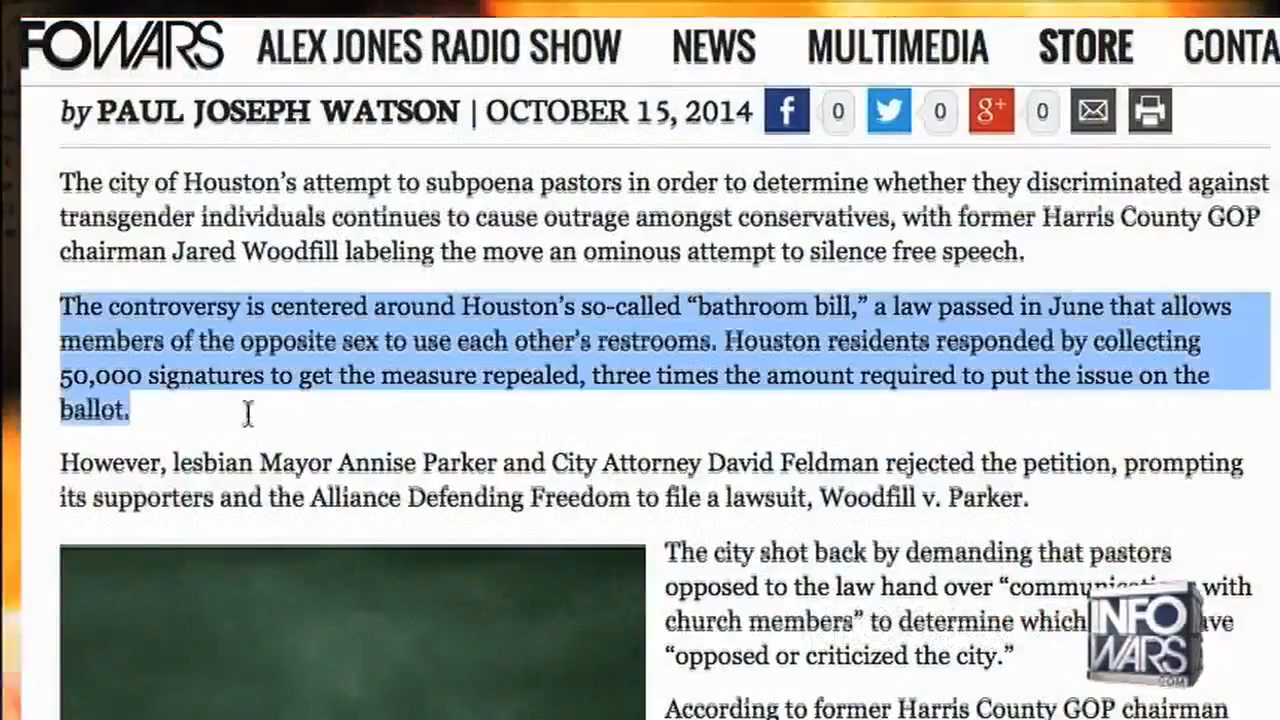 FOWARS ALEX JONES RADIO SHOW NEWS MULTIMEDIA STORE CONTA
by PAUL JOSEPH WATSON | OCTOBER 15, 2014 f 0 0 g+ 0
The city of Houston’s attempt to subpoena pastors in order to determine whether they discriminated against
transgender individuals continues to cause outrage amongst conservatives, with former Harris County GOP
chairman Jared Woodfill labeling the move an ominous attempt to silence free speech.
The controversy is centered around Houston’s so-called “bathroom bill,” a law passed in June that allows
members of the opposite sex to use each other’s restrooms. Houston residents responded by collecting
50,000 signatures to get the measure repealed, three times the amount required to put the issue on the
ballot.
However, lesbian Mayor Annise Parker and City Attorney David Feldman rejected the petition, prompting
its supporters and the Alliance Defending Freedom to file a lawsuit, Woodfill v. Parker.
The city shot back by demanding that pastors
opposed to the law hand over “communications with
church members” to determine which
“opposed or criticized the city.”
According to former Harris County GOP chairman
INFO
WARS
.COM